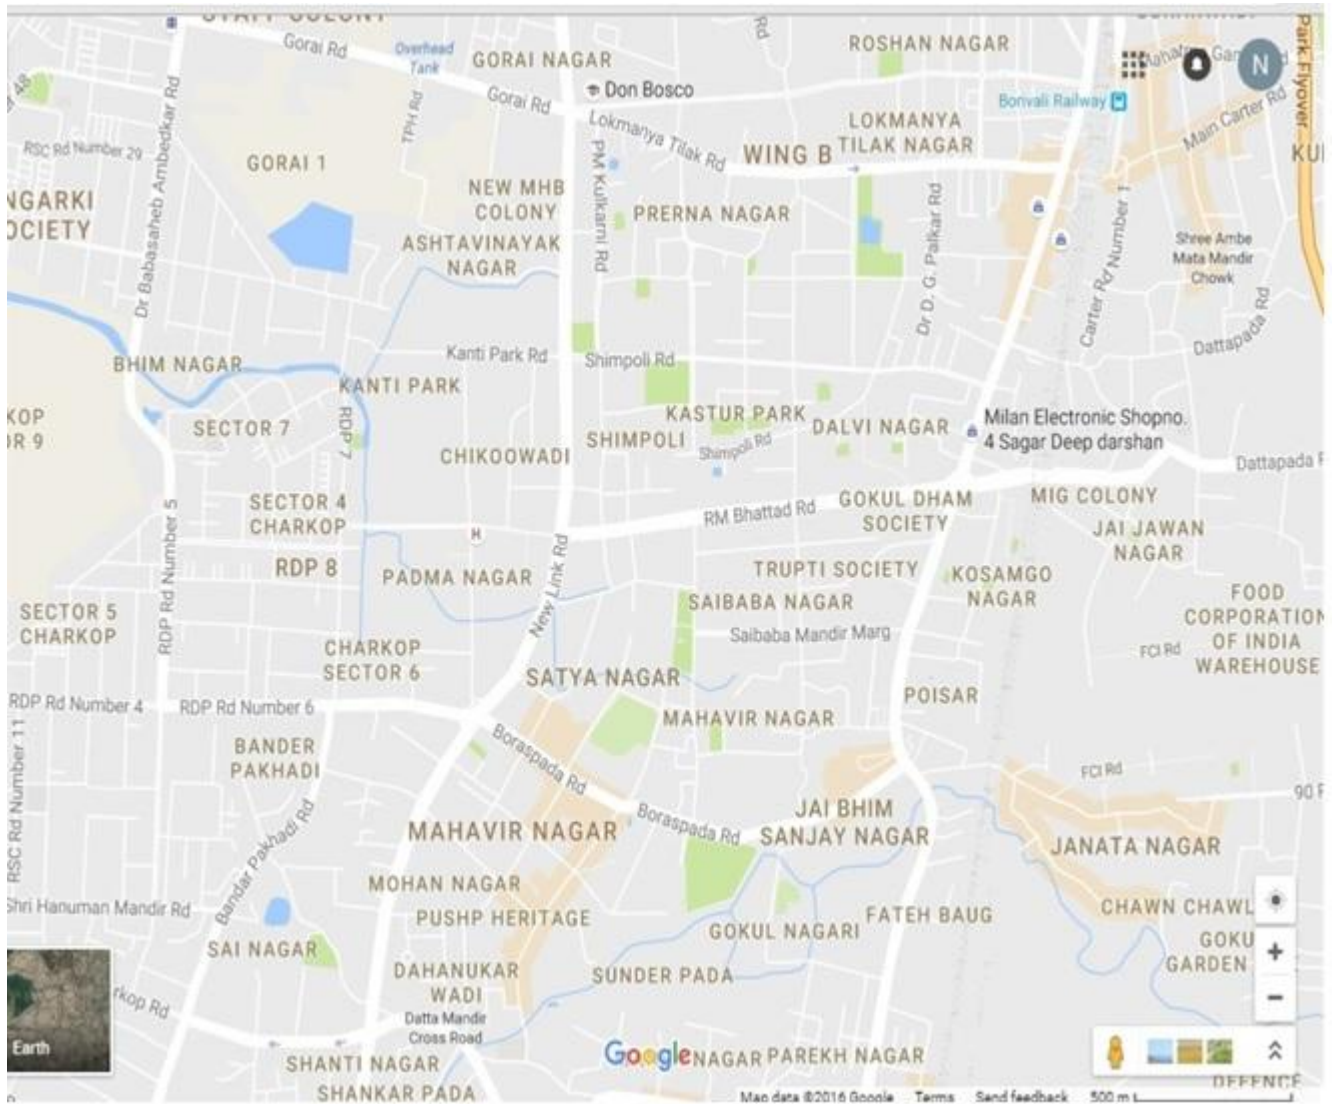 STAFF COLONY
Gorai Rd
Overhead
Tank
GORAI NAGAR
Rd
ROSHAN NAGAR
N
Park Flyover
48
Gorai Rd
Don Bosco
Borivali Railway
Main Carter Rd
TPH Rd
Lokmanya Tilak Rd
LOKMANYA
TILAK NAGAR
WING B
RSC Rd Number 29
GORAI 1
Dr Babasaheb Ambedkar Rd
NGARKI
OCIETY
NEW MHB
COLONY
PM Kulkarni Rd
PRERNA NAGAR
Dr D. G. Palkar Rd
Carter Rd Number 1
ASHTAVINAYAK
NAGAR
Shree Ambe
Mata Mandir
Chowk
Dattapada Rd
BHIM NAGAR
Kanti Park Rd
Shimpoli Rd
KANTI PARK
KOP
OR 9
SECTOR 7
RDP 7
CHIKOOWADI
SHIMPOLI
KASTUR PARK
Shimpoli Rd
DALVI NAGAR
Milan Electronic Shopno.
4 Sagar Deep darshan
Dattapada R
SECTOR 4
CHARKOP
RDP Rd Number 5
H
RM Bhattad Rd
GOKUL DHAM
SOCIETY
MIG COLONY
JAI JAWAN
NAGAR
RDP 8
PADMA NAGAR
New Link Rd
TRUPTI SOCIETY
KOSAMGO
NAGAR
SECTOR 5
CHARKOP
SAIBABA NAGAR
Saibaba Mandir Marg
FOOD
CORPORATION
OF INDIA
WAREHOUSE
FCI Rd
CHARKOP
SECTOR 6
SATYA NAGAR
POISAR
RDP Rd Number 4
RDP Rd Number 6
MAHAVIR NAGAR
BANDER
PAKHADI
Boraspada Rd
FCI Rd
RSC Rd Number 11
90 F
Boraspada Rd
JAI BHIM
SANJAY NAGAR
MAHAVIR NAGAR
JANATA NAGAR
Bandar Pakhadi Rd
MOHAN NAGAR
Shri Hanuman Mandir Rd
PUSHP HERITAGE
FATEH BAUG
CHAWN CHAWL
GOKUL NAGARI
SAI NAGAR
GOKU
GARDEN
DAHANUKAR
WADI
SUNDER PADA
rkop Rd
Datta Mandir
Cross Road
Earth
Google NAGAR PAREKH NAGAR
SHANTI NAGAR
SHANKAR PADA
DEFENCE
Map data ©2016 Google Terms Send feedback 500 m